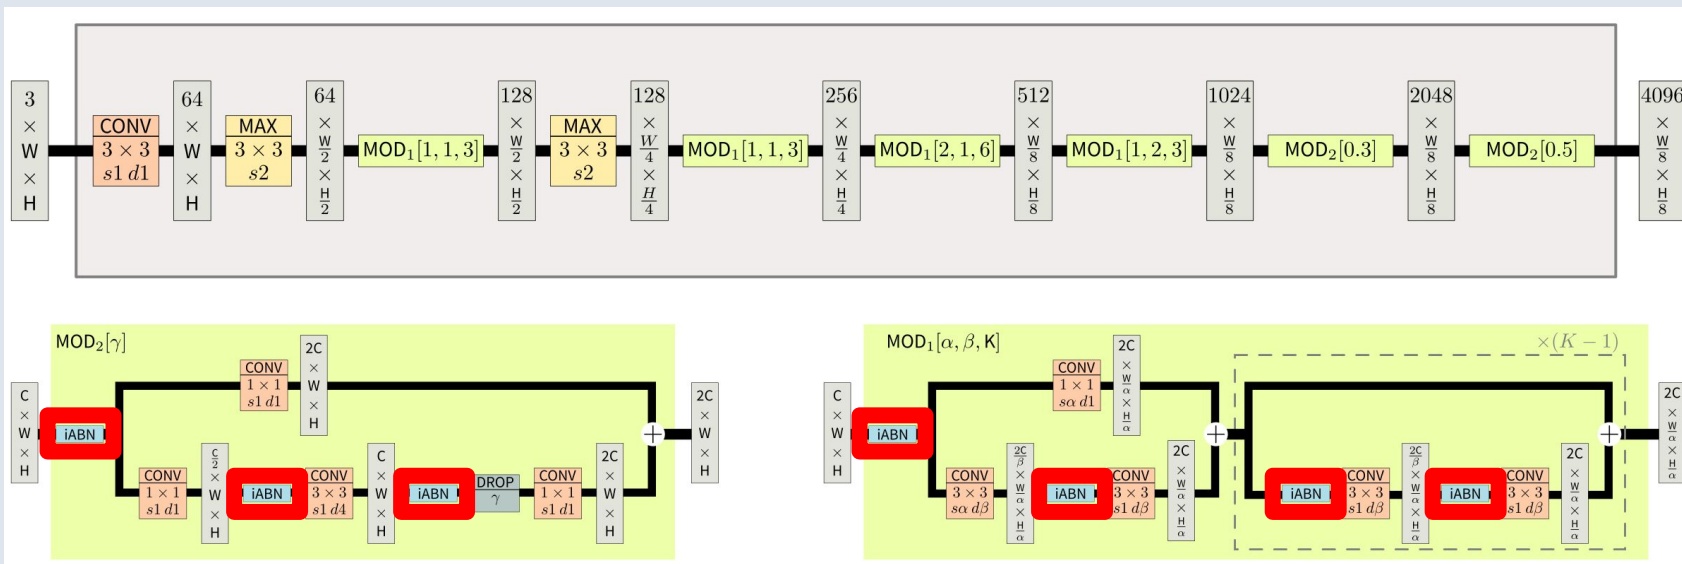 3 × W × H
CONV
3 × 3
s1 d1
64 × W × H
MAX
3 × 3
s2
64 × W/2 × H/2
MOD₁[1, 1, 3]
128 × W/2 × H/2
MAX
3 × 3
s2
128 × W/4 × H/4
MOD₁[1, 1, 3]
256 × W/4 × H/4
MOD₁[2, 1, 6]
512 × W/8 × H/8
MOD₁[1, 2, 3]
1024 × W/8 × H/8
MOD₂[0.3]
2048 × W/8 × H/8
MOD₂[0.5]
4096 × W/8 × H/8
MOD₂[γ]
C × W × H
iABN
CONV
1 × 1
s1 d1
2C × W × H
CONV
1 × 1
s1 d1
C/2 × W × H
iABN
CONV
3 × 3
s1 d4
C × W × H
iABN
DROP
γ
CONV
1 × 1
s1 d1
2C × W × H
+
2C × W × H
MOD₁[α, β, K]
×(K − 1)
C × W × H
iABN
CONV
1 × 1
sα d1
2C × W/α × H/α
CONV
3 × 3
sα dβ
2C/β × W/α × H/α
iABN
CONV
3 × 3
s1 dβ
2C × W/α × H/α
+
iABN
CONV
3 × 3
s1 dβ
2C/β × W/α × H/α
iABN
CONV
3 × 3
s1 dβ
2C × W/α × H/α
+
2C × W/α × H/α